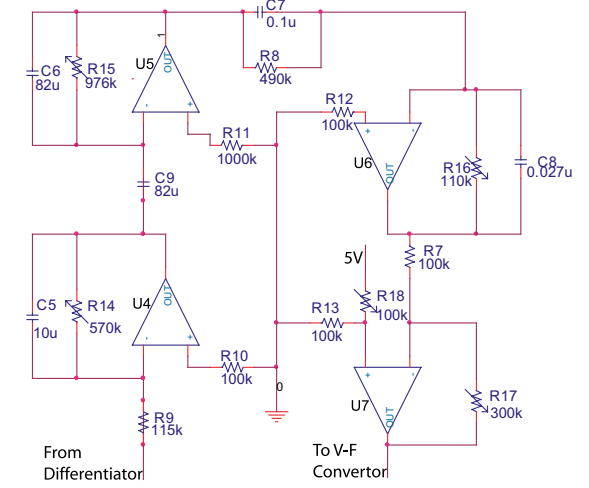 C7
0.1u
R8
490k
1
OUT
U5
- +
C6
82u
R15
976k
R11
1000k
R12
100k
+ -
U6
OUT
R16
110k
C8
0.027u
C9
82u
R7
100k
5V
R18
100k
C5
10u
R14
570k
U4
OUT
- +
R13
100k
R10
100k
0
+ -
U7
OUT
R17
300k
R9
115k
From
Differentiator
To V-F
Convertor